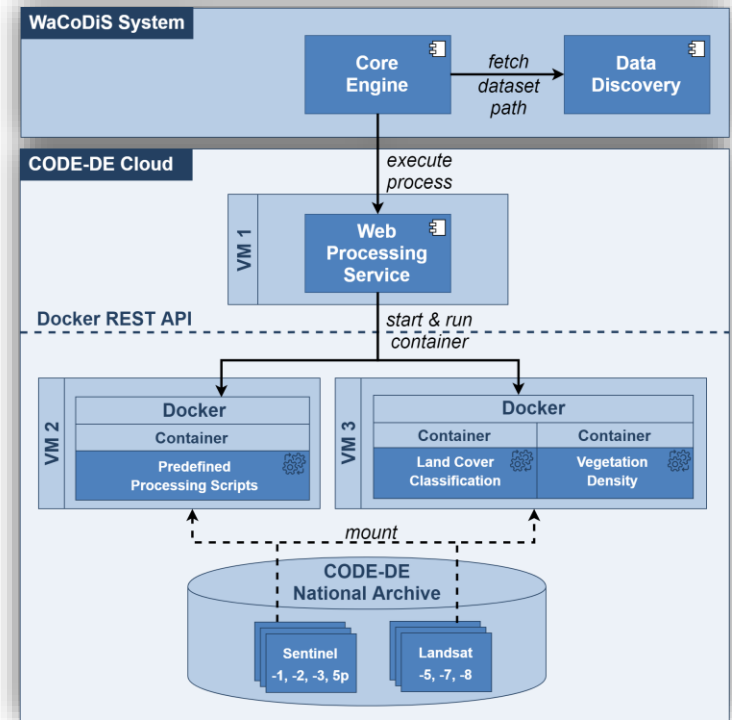 WaCoDiS System
Core
Engine
fetch
dataset
path
Data
Discovery
CODE-DE Cloud
execute
process
VM 1
Web
Processing
Service
Docker REST API
start & run
container
VM 2
Docker
Container
Predefined
Processing Scripts
VM 3
Docker
Container
Container
Land Cover
Classification
Vegetation
Density
mount
CODE-DE
National Archive
Sentinel
-1, -2, -3, 5p
Landsat
-5, -7, -8